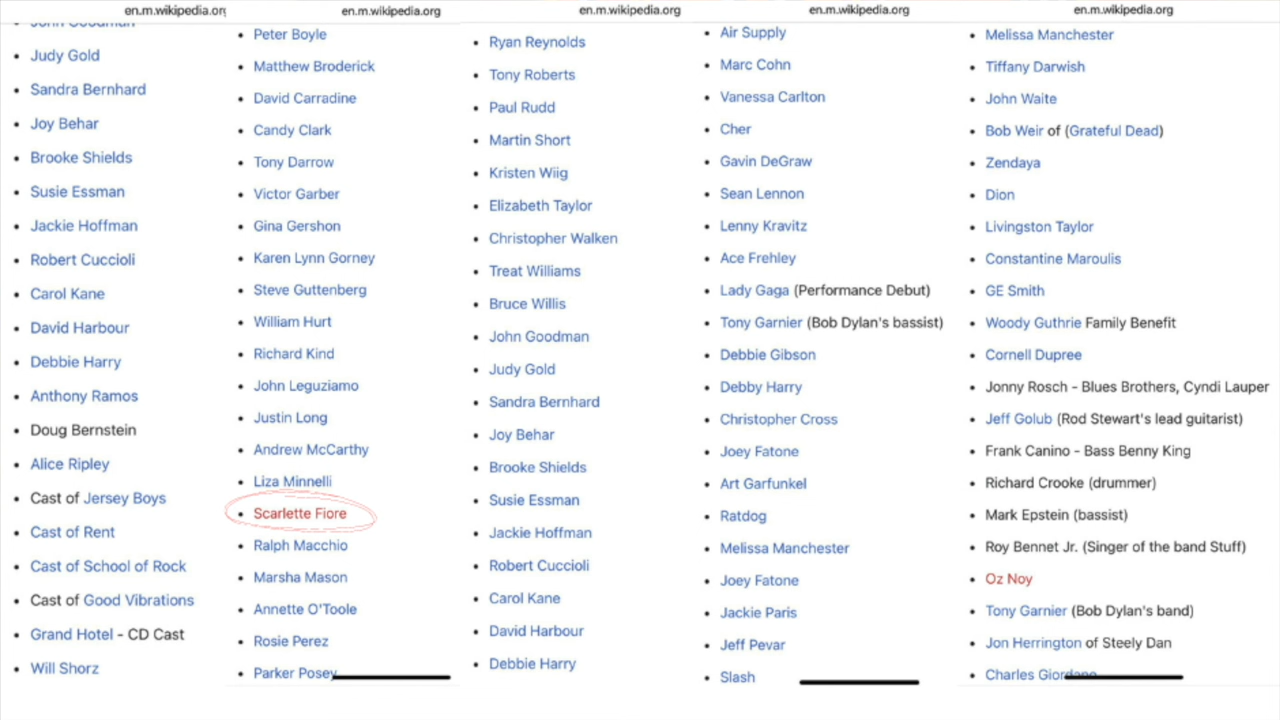 en.m.wikipedia.org
John Goodman
Judy Gold
Sandra Bernhard
Joy Behar
Brooke Shields
Susie Essman
Jackie Hoffman
Robert Cuccioli
Carol Kane
David Harbour
Debbie Harry
Anthony Ramos
Doug Bernstein
Alice Ripley
Cast of Jersey Boys
Cast of Rent
Cast of School of Rock
Cast of Good Vibrations
Grand Hotel - CD Cast
Will Shorz
en.m.wikipedia.org
Peter Boyle
Matthew Broderick
David Carradine
Candy Clark
Tony Darrow
Victor Garber
Gina Gershon
Karen Lynn Gorney
Steve Guttenberg
William Hurt
Richard Kind
John Leguziamo
Justin Long
Andrew McCarthy
Liza Minnelli
Scarlette Fiore
Ralph Macchio
Marsha Mason
Annette O'Toole
Rosie Perez
Parker Posey
en.m.wikipedia.org
Ryan Reynolds
Tony Roberts
Paul Rudd
Martin Short
Kristen Wiig
Elizabeth Taylor
Christopher Walken
Treat Williams
Bruce Willis
John Goodman
Judy Gold
Sandra Bernhard
Joy Behar
Brooke Shields
Susie Essman
Jackie Hoffman
Robert Cuccioli
Carol Kane
David Harbour
Debbie Harry
en.m.wikipedia.org
Air Supply
Marc Cohn
Vanessa Carlton
Cher
Gavin DeGraw
Sean Lennon
Lenny Kravitz
Ace Frehley
Lady Gaga (Performance Debut)
Tony Garnier (Bob Dylan's bassist)
Debbie Gibson
Debby Harry
Christopher Cross
Joey Fatone
Art Garfunkel
Ratdog
Melissa Manchester
Joey Fatone
Jackie Paris
Jeff Pevar
Slash
en.m.wikipedia.org
Melissa Manchester
Tiffany Darwish
John Waite
Bob Weir of (Grateful Dead)
Zendaya
Dion
Livingston Taylor
Constantine Maroulis
GE Smith
Woody Guthrie Family Benefit
Cornell Dupree
Jonny Rosch - Blues Brothers, Cyndi Lauper
Jeff Golub (Rod Stewart's lead guitarist)
Frank Canino - Bass Benny King
Richard Crooke (drummer)
Mark Epstein (bassist)
Roy Bennet Jr. (Singer of the band Stuff)
Oz Noy
Tony Garnier (Bob Dylan's band)
Jon Herrington of Steely Dan
Charles Giordano